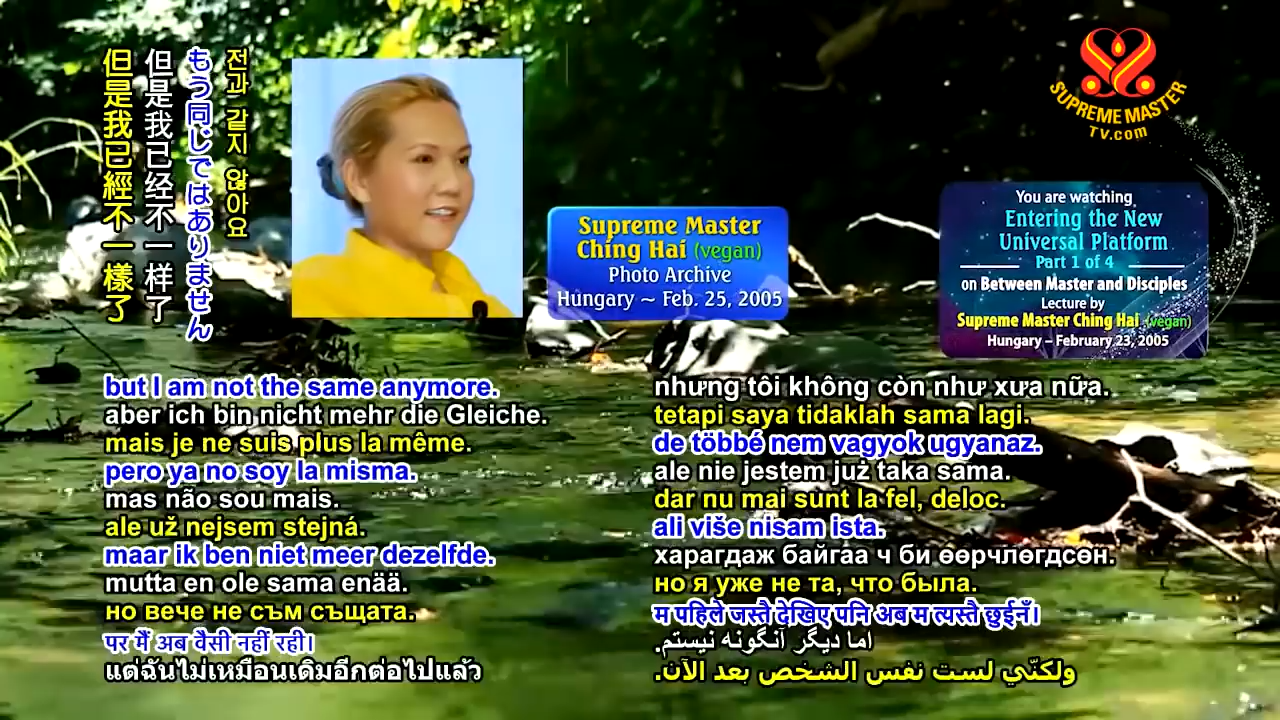 但是我已經不一樣了
但是我已经不一样了
もう同じではありません
전과 같지 않아요
Supreme Master
Ching Hai (vegan)
Photo Archive
Hungary ~ Feb. 25, 2005
SUPREME MASTER
TV.com
You are watching
Entering the New
Universal Platform
Part 1 of 4
on Between Master and Disciples
Lecture by
Supreme Master Ching Hai (vegan)
Hungary – February 23, 2005
but I am not the same anymore.
aber ich bin nicht mehr die Gleiche.
mais je ne suis plus la même.
pero ya no soy la misma.
mas não sou mais.
ale už nejsem stejná.
maar ik ben niet meer dezelfde.
mutta en ole sama enää.
но вече не съм същата.
पर मैं अब वैसी नहीं रही।
แต่ฉันไม่เหมือนเดิมอีกต่อไปแล้ว
nhưng tôi không còn như xưa nữa.
tetapi saya tidaklah sama lagi.
de többé nem vagyok ugyanaz.
ale nie jestem już taka sama.
dar nu mai sunt la fel, deloc.
ali više nisam ista.
харагдаж байгаа ч би өөрчлөгдсөн.
но я уже не та, что была.
म पहिले जस्तै देखिए पनि अब म त्यस्तै छुईनँ।
اما دیگر آنگونه نیستم.
ولكنّي لست نفس الشخص بعد الآن.